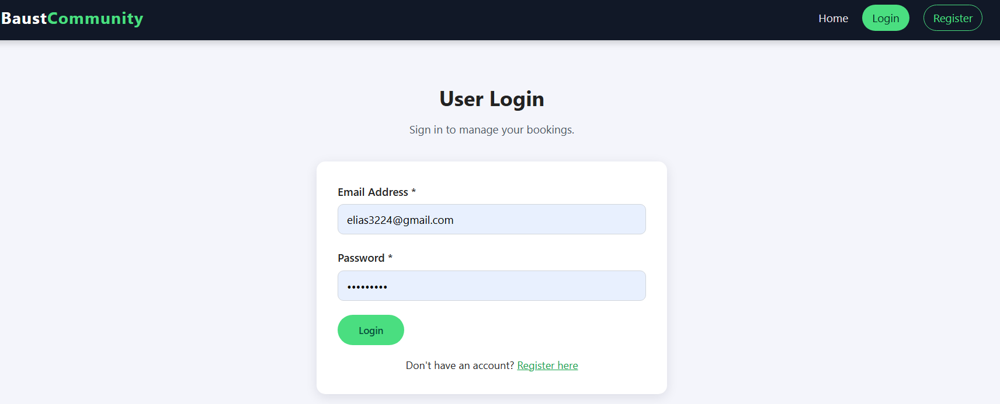 BaustCommunity Home Login Register
User Login
Sign in to manage your bookings.
Email Address *
elias3224@gmail.com
Password *
•••••••••
Login
Don't have an account? Register here